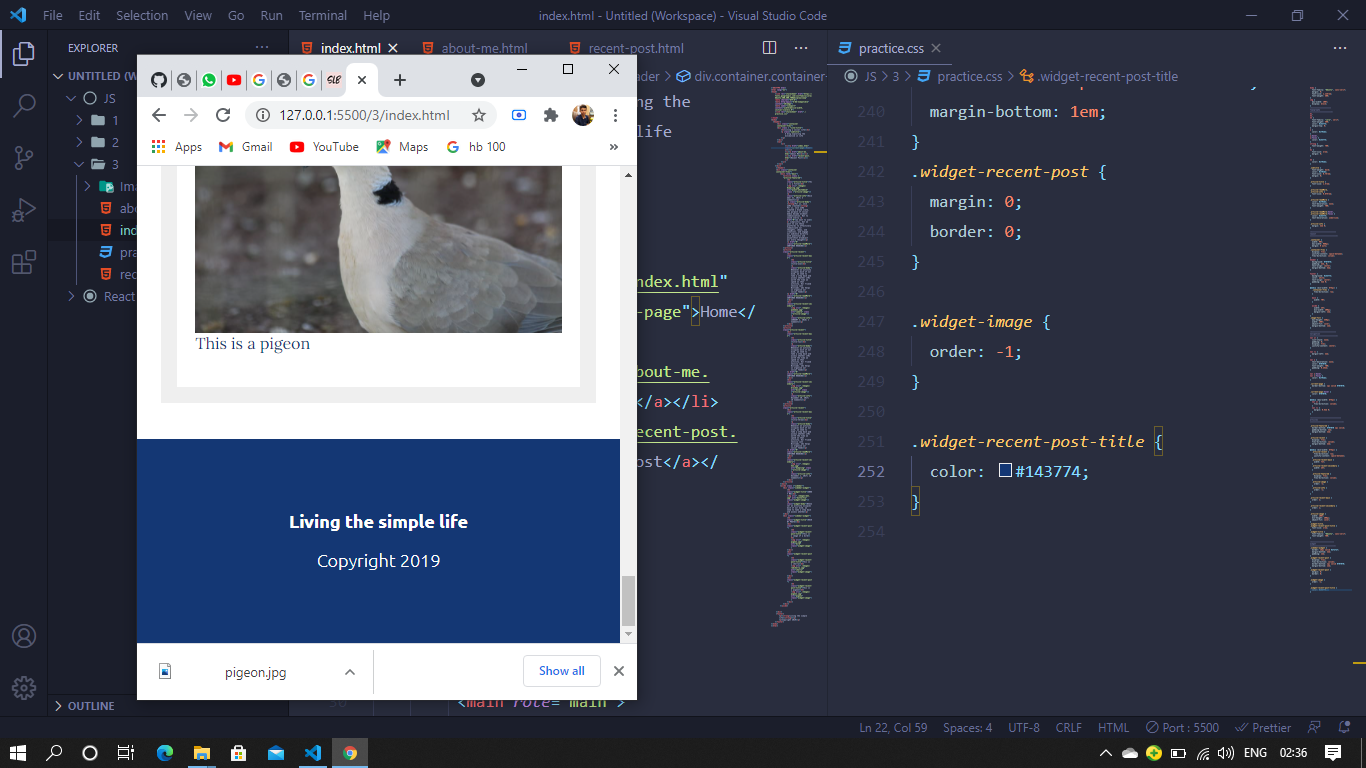 File Edit Selection View Go Run Terminal Help
index.html - Untitled (Workspace) - Visual Studio Code
EXPLORER
UNTITLED (W
JS
1
2
3
Ima
abo
ind
pra
rec
React
OUTLINE
index.html
about-me.html
recent-post.html
ader > div.container.container-
ng the
life
ndex.html"
-page">Home</
bout-me.
</a></li>
ecent-post.
ost</a></
<main role="main">
127.0.0.1:5500/3/index.html
Apps Gmail YouTube Maps hb 100 »
This is a pigeon
Living the simple life
Copyright 2019
pigeon.jpg
Show all
practice.css
JS > 3 > practice.css > .widget-recent-post-title
240 margin-bottom: 1em;
241 }
242 .widget-recent-post {
243 margin: 0;
244 border: 0;
245 }
246
247 .widget-image {
248 order: -1;
249 }
250
251 .widget-recent-post-title {
252 color: #143774;
253 }
254
Ln 22, Col 59 Spaces: 4 UTF-8 CRLF HTML Port : 5500 Prettier
ENG 02:36